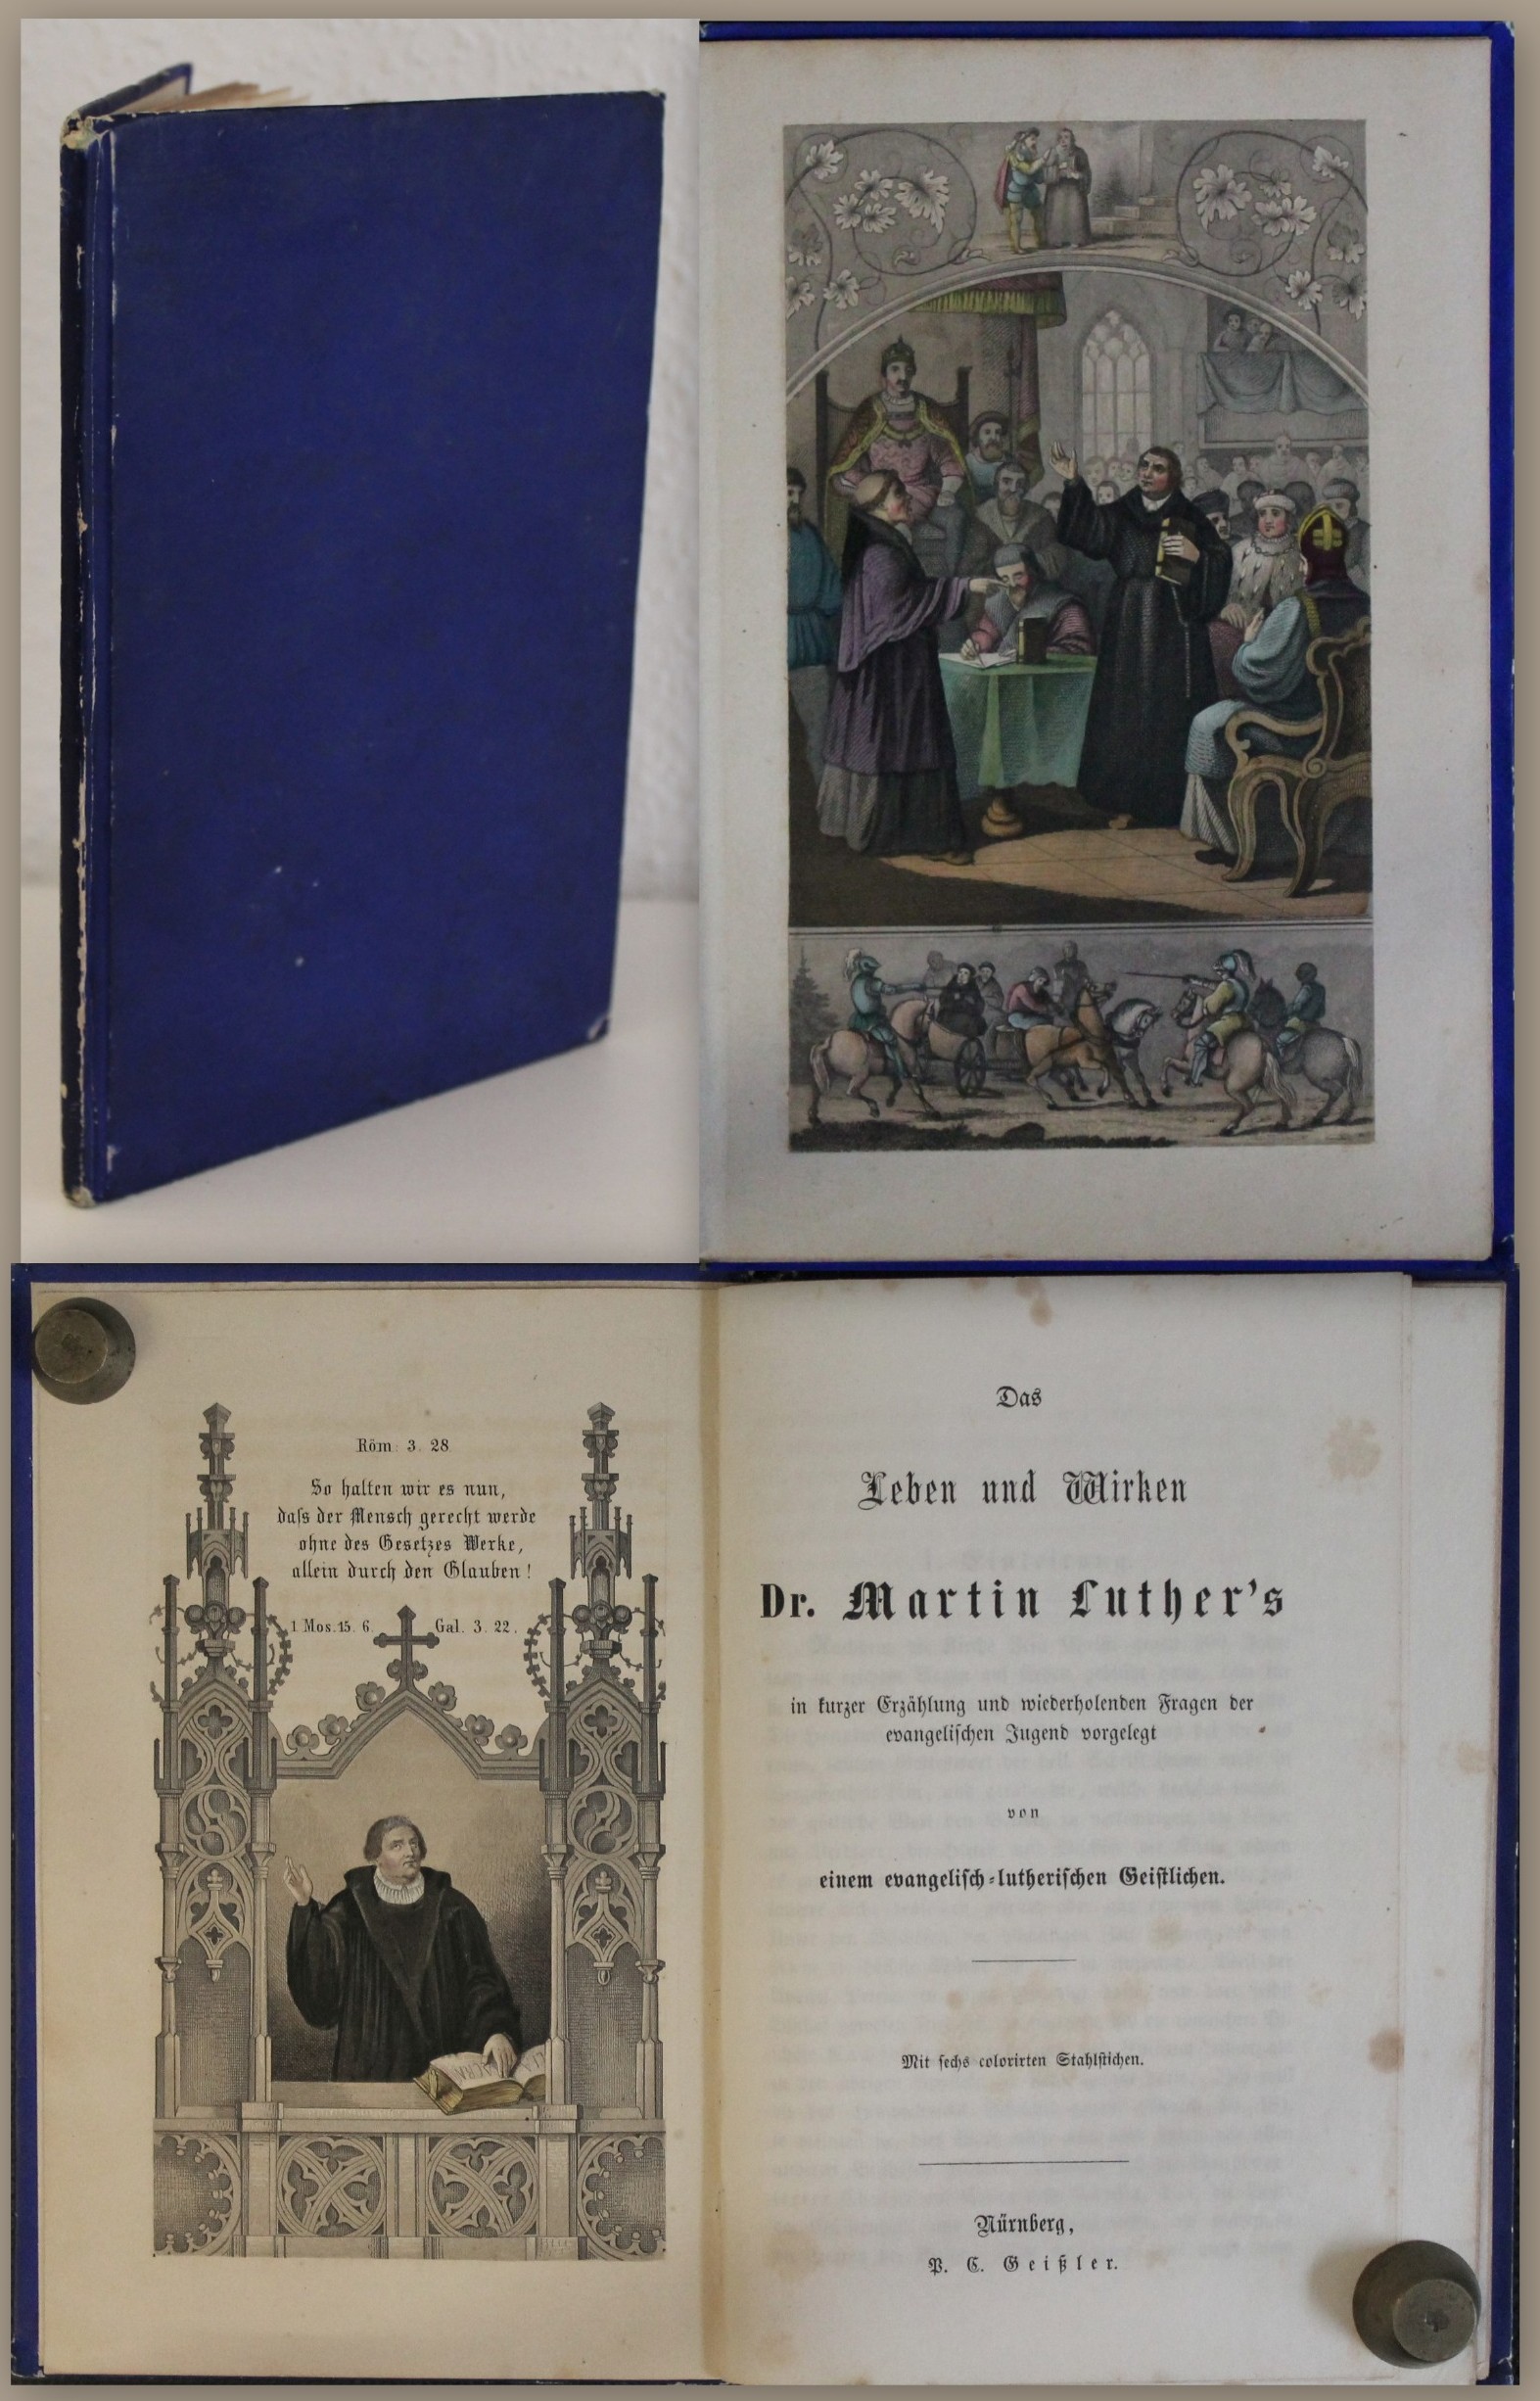 Röm: 3. 28.
So halten wir es nun,
daſs der Mensch gerecht werde
ohne des Gesetzes Werke,
allein durch den Glauben!
1 Mos. 15. 6. Gal. 3. 22.
Das
Leben und Wirken
Dr. Martin Luther's
in kurzer Erzählung und wiederholenden Fragen der
evangeliſchen Jugend vorgelegt
von
einem evangeliſch-lutheriſchen Geiſtlichen.
Mit ſechs colorirten Stahlſtichen.
Nürnberg,
P. C. Geißler.